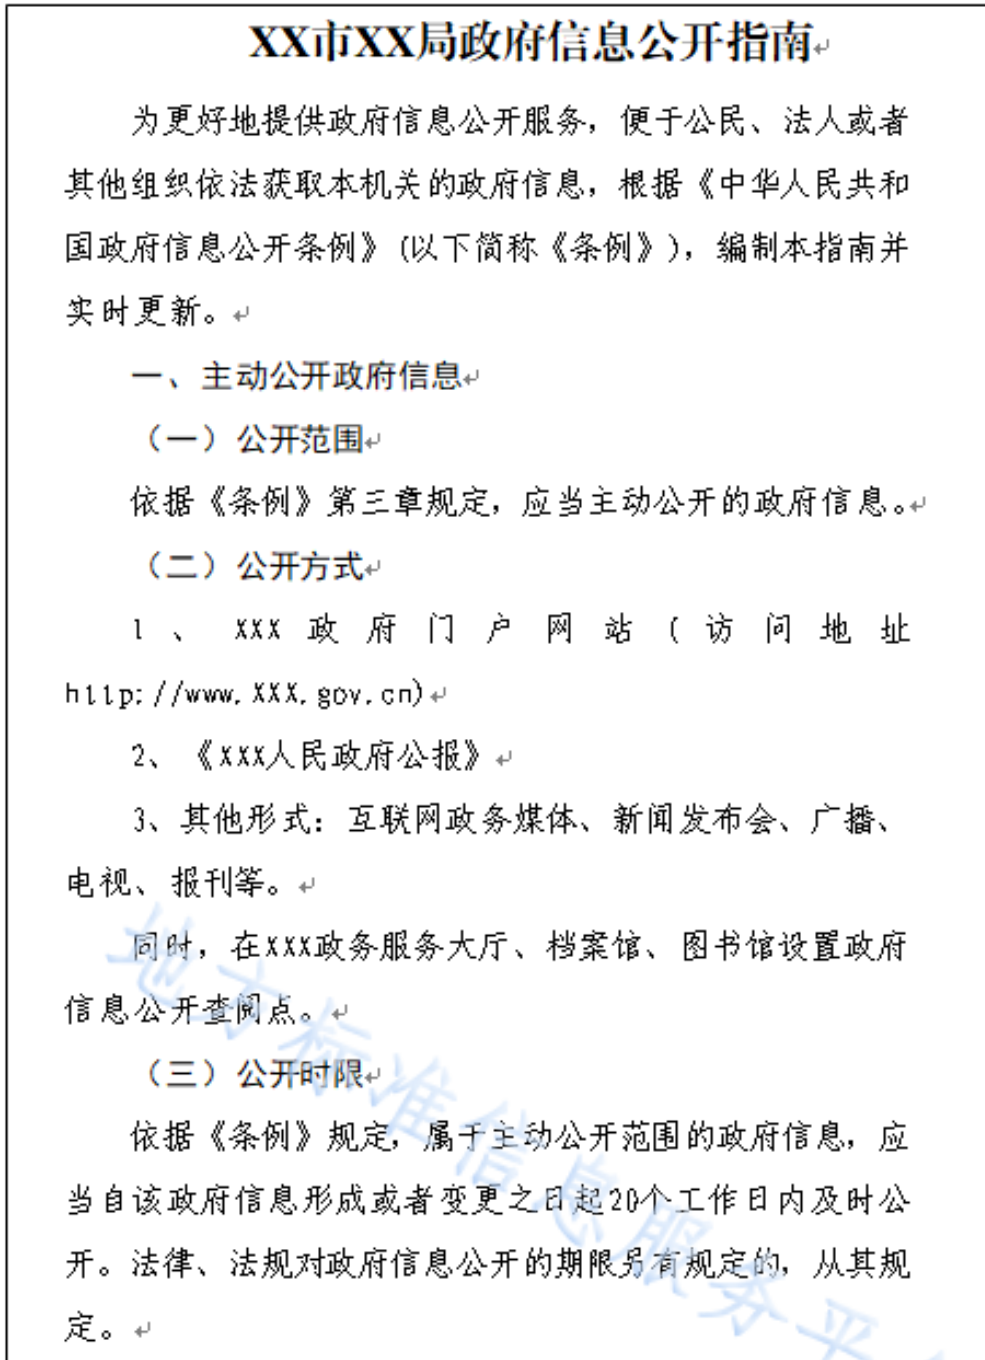 XX市XX局政府信息公开指南
为更好地提供政府信息公开服务，便于公民、法人或者
其他组织依法获取本机关的政府信息，根据《中华人民共和
国政府信息公开条例》(以下简称《条例》)，编制本指南并
实时更新。
一、主动公开政府信息
（一）公开范围
依据《条例》第三章规定，应当主动公开的政府信息。
（二）公开方式
1、XXX政府门户网站(访问地址
http://www.XXX.gov.cn)
2、《XXX人民政府公报》
3、其他形式：互联网政务媒体、新闻发布会、广播、
电视、报刊等。
同时，在XXX政务服务大厅、档案馆、图书馆设置政府
信息公开查阅点。
（三）公开时限
依据《条例》规定，属于主动公开范围的政府信息，应
当自该政府信息形成或者变更之日起20个工作日内及时公
开。法律、法规对政府信息公开的期限另有规定的，从其规
定。
地方标准信息服务平